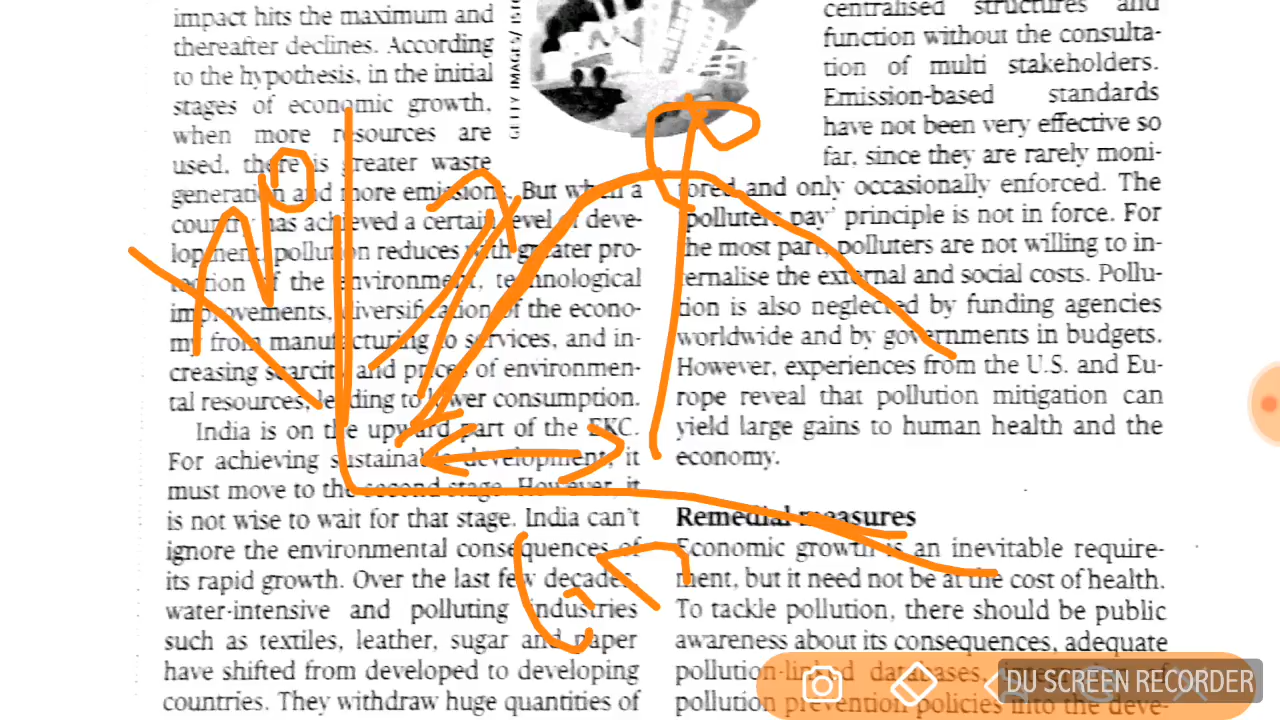 impact hits the maximum and
thereafter declines. According
to the hypothesis, in the initial
stages of economic growth,
when more resources are
used, there is greater waste
generation and more emissions. But when a
country has achieved a certain level of deve-
lopment, pollution reduces with greater pro-
tection of the environment, technological
improvements, diversification of the econo-
my from manufacturing to services, and in-
creasing scarcity and prices of environmen-
tal resources, leading to lower consumption.
India is on the upward part of the EKC.
For achieving sustainable development, it
must move to the second stage. However, it
is not wise to wait for that stage. India can't
ignore the environmental consequences of
its rapid growth. Over the last few decades,
water-intensive and polluting industries
such as textiles, leather, sugar and paper
have shifted from developed to developing
countries. They withdraw huge quantities of
GETTY IMAGES/
centralised structures and
function without the consulta-
tion of multi stakeholders.
Emission-based standards
have not been very effective so
far, since they are rarely moni-
tored and only occasionally enforced. The
'polluters pay' principle is not in force. For
the most part, polluters are not willing to in-
ternalise the external and social costs. Pollu-
tion is also neglected by funding agencies
worldwide and by governments in budgets.
However, experiences from the U.S. and Eu-
rope reveal that pollution mitigation can
yield large gains to human health and the
economy.
Remedial measures
Economic growth is an inevitable require-
ment, but it need not be at the cost of health.
To tackle pollution, there should be public
awareness about its consequences, adequate
pollution-linked databases, integration of
pollution prevention policies into the deve-
DU SCREEN RECORDER